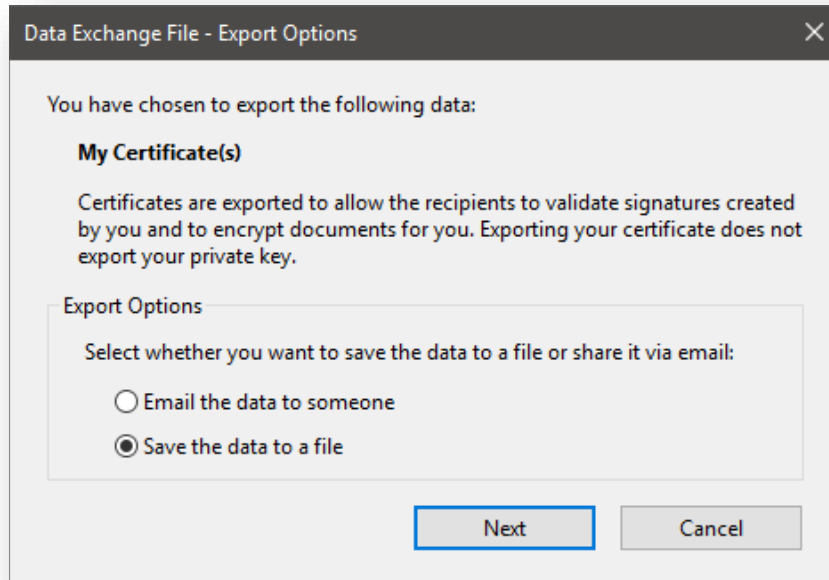 Data Exchange File - Export Options
You have chosen to export the following data:
My Certificate(s)
Certificates are exported to allow the recipients to validate signatures created
by you and to encrypt documents for you. Exporting your certificate does not
export your private key.
Export Options
Select whether you want to save the data to a file or share it via email:
Email the data to someone
Save the data to a file
Next Cancel